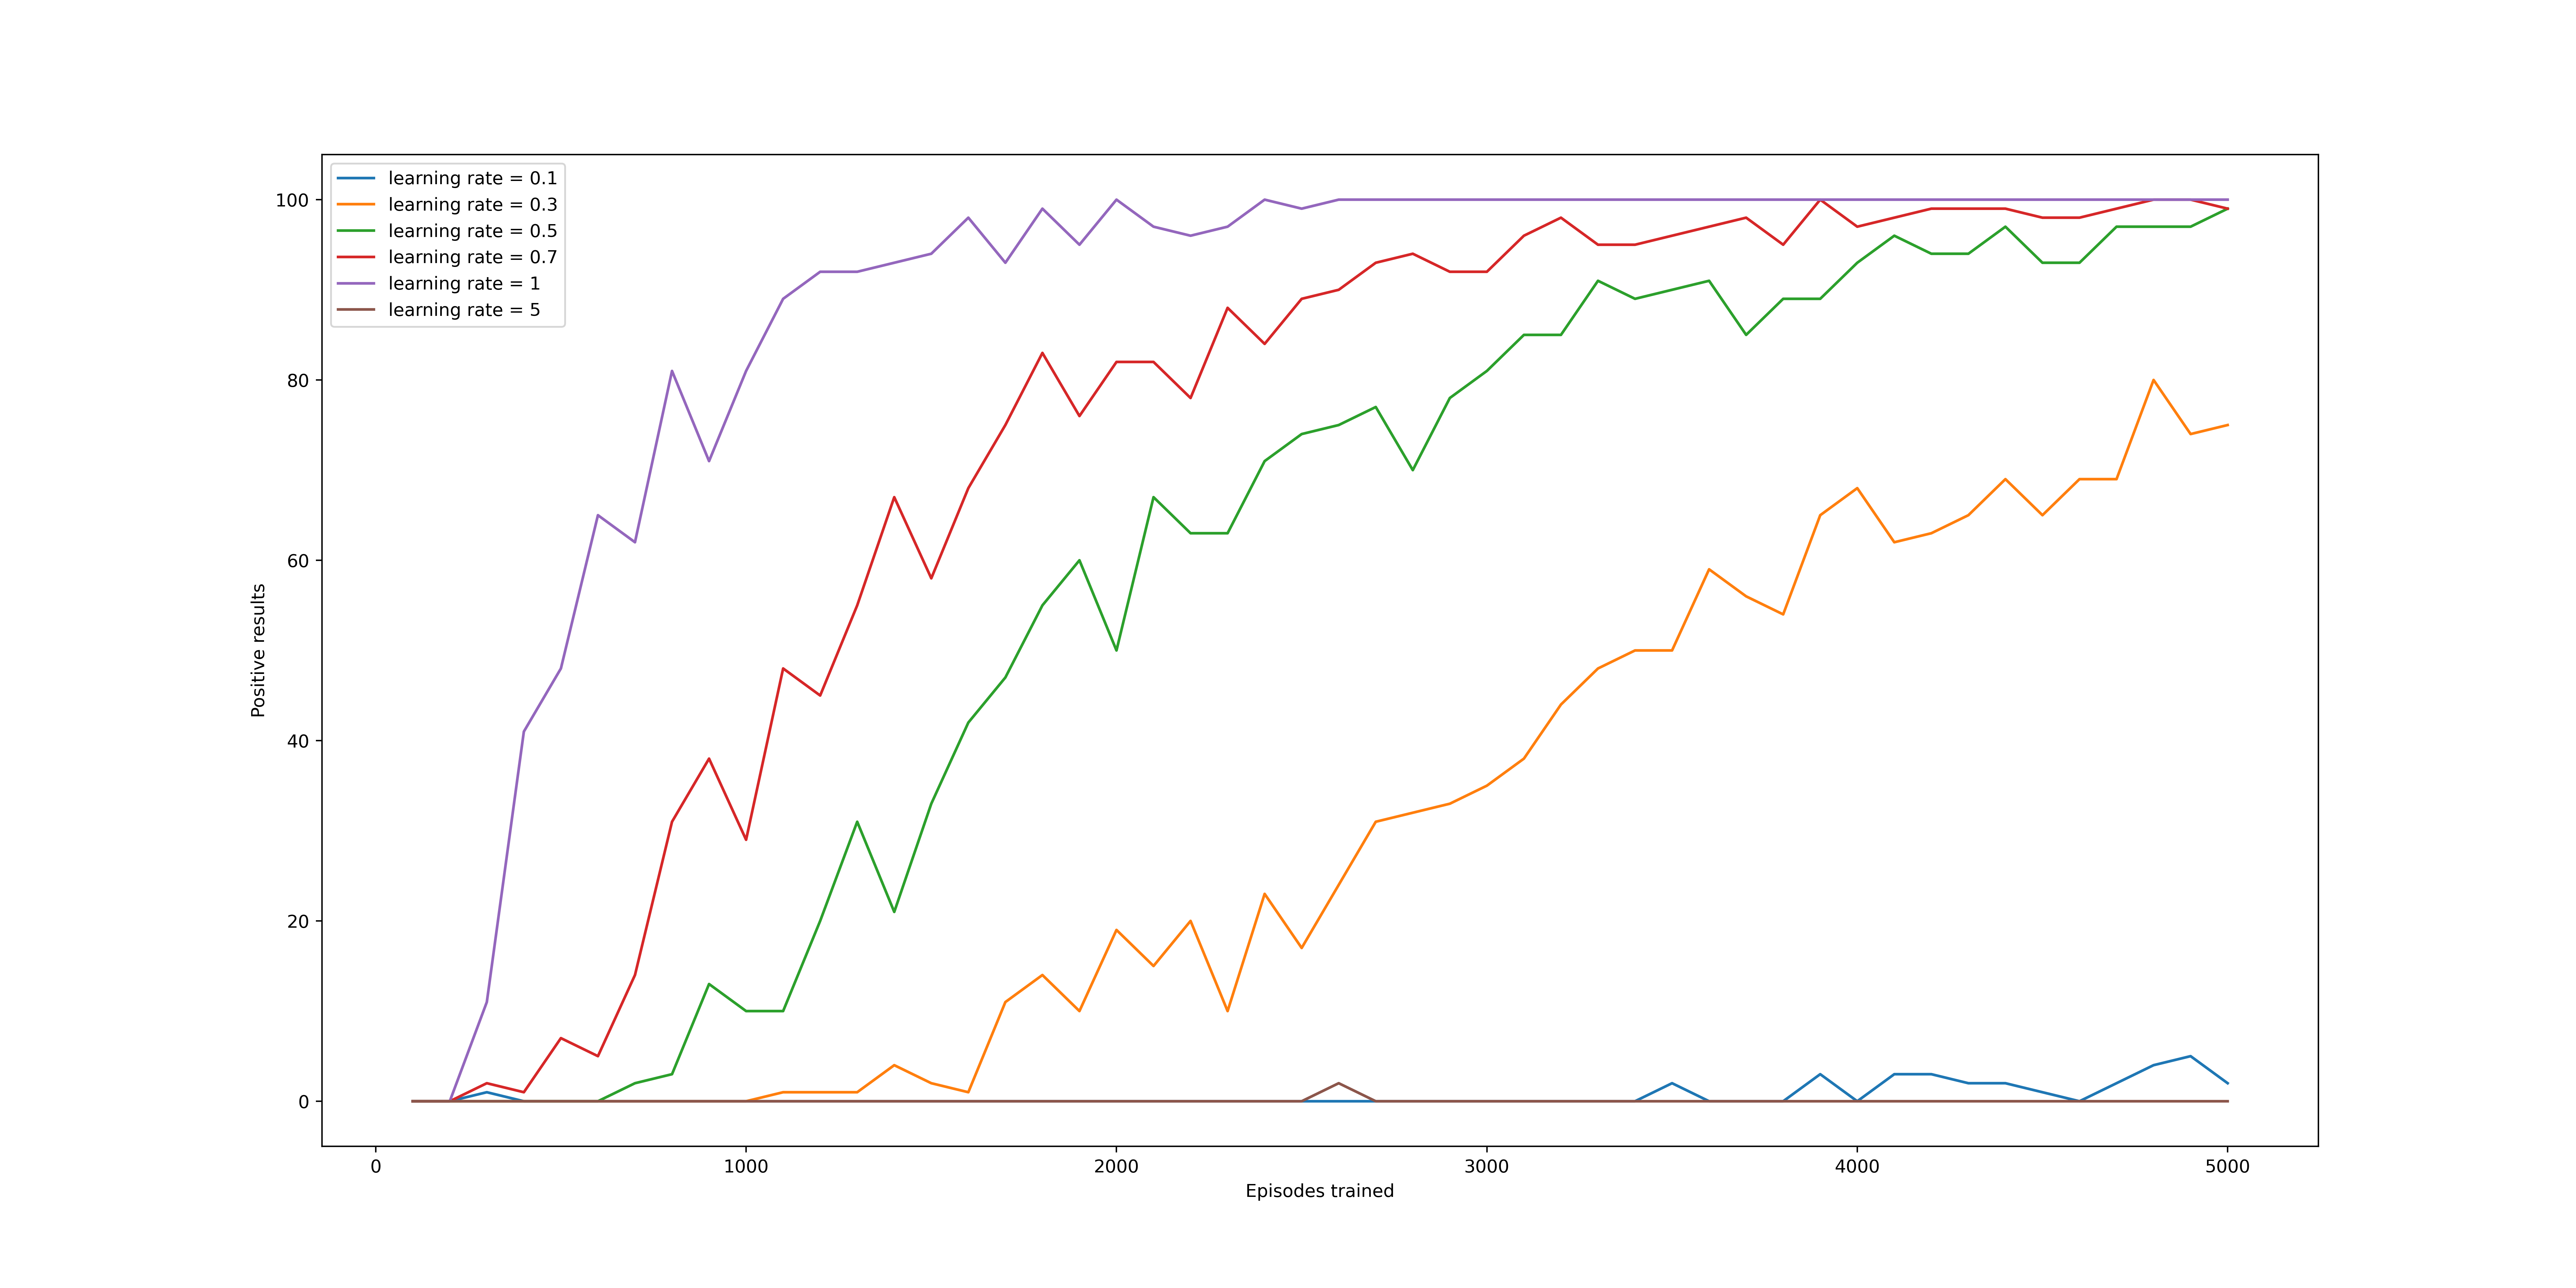 learning rate = 0.1
learning rate = 0.3
learning rate = 0.5
learning rate = 0.7
learning rate = 1
learning rate = 5
100
80
60
40
20
0
Positive results
0 1000 2000 3000 4000 5000
Episodes trained